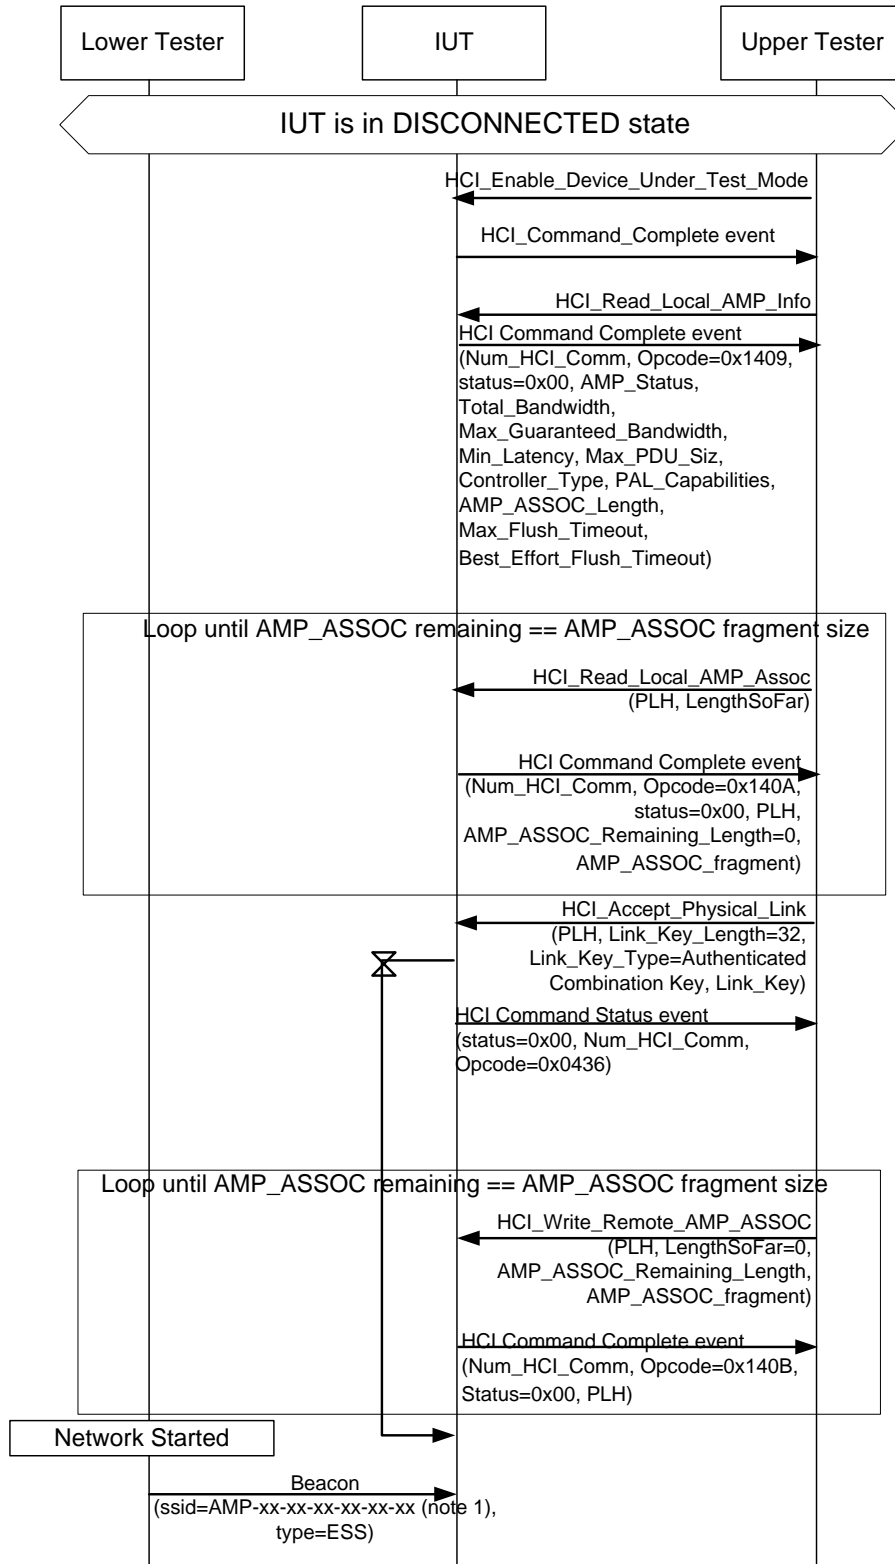 Lower Tester
IUT
Upper Tester
IUT is in DISCONNECTED state
HCI_Enable_Device_Under_Test_Mode
HCI_Command_Complete event
HCI_Read_Local_AMP_Info
HCI Command Complete event
(Num_HCI_Comm, Opcode=0x1409,
status=0x00, AMP_Status,
Total_Bandwidth,
Max_Guaranteed_Bandwidth,
Min_Latency, Max_PDU_Siz,
Controller_Type, PAL_Capabilities,
AMP_ASSOC_Length,
Max_Flush_Timeout,
Best_Effort_Flush_Timeout)
Loop until AMP_ASSOC remaining == AMP_ASSOC fragment size
HCI_Read_Local_AMP_Assoc
(PLH, LengthSoFar)
HCI Command Complete event
(Num_HCI_Comm, Opcode=0x140A,
status=0x00, PLH,
AMP_ASSOC_Remaining_Length=0,
AMP_ASSOC_fragment)
HCI_Accept_Physical_Link
(PLH, Link_Key_Length=32,
Link_Key_Type=Authenticated
Combination Key, Link_Key)
HCI Command Status event
(status=0x00, Num_HCI_Comm,
Opcode=0x0436)
Loop until AMP_ASSOC remaining == AMP_ASSOC fragment size
HCI_Write_Remote_AMP_ASSOC
(PLH, LengthSoFar=0,
AMP_ASSOC_Remaining_Length,
AMP_ASSOC_fragment)
HCI Command Complete event
(Num_HCI_Comm, Opcode=0x140B,
Status=0x00, PLH)
Network Started
Beacon
(ssid=AMP-xx-xx-xx-xx-xx-xx (note 1),
type=ESS)